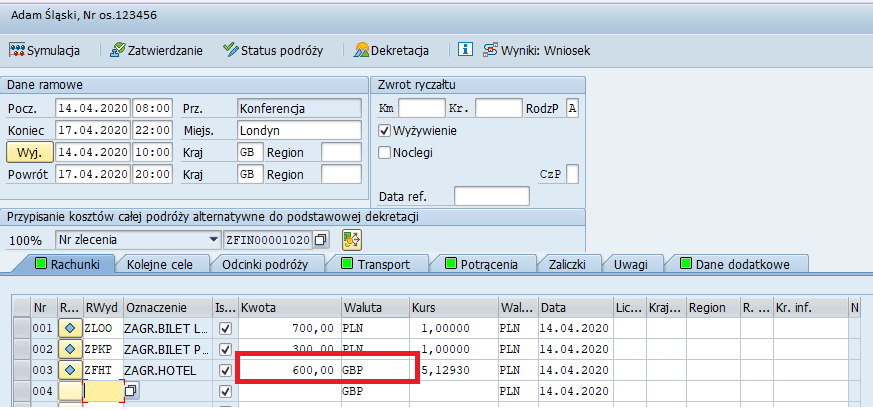 Adam Śląski, Nr os.123456
Symulacja Zatwierdzanie Status podróży Dekretacja Wyniki: Wniosek
Dane ramowe Zwrot ryczałtu
Pocz. 14.04.2020 08:00 Prz. Konferencja Km Kr. RodzP A
Koniec 17.04.2020 22:00 Miejs. Londyn Wyżywienie
Wyj. 14.04.2020 10:00 Kraj GB Region Noclegi
Powrót 17.04.2020 20:00 Kraj GB Region CzP
Data ref.
Przypisanie kosztów całej podróży alternatywne do podstawowej dekretacji
100% Nr zlecenia ZFIN00001020
Rachunki Kolejne cele Odcinki podróży Transport Potrącenia Zaliczki Uwagi Dane dodatkowe
Nr R... RWyd Oznaczenie Is... Kwota Waluta Kurs Wal... Data Lic... Kraj... Region R. ... Kr. inf. N
001 ZLOO ZAGR.BILET L... 700,00 PLN 1,00000 PLN 14.04.2020
002 ZPKP ZAGR.BILET P... 300,00 PLN 1,00000 PLN 14.04.2020
003 ZFHT ZAGR.HOTEL 600,00 GBP 5,12930 PLN 14.04.2020
004 GBP PLN 14.04.2020